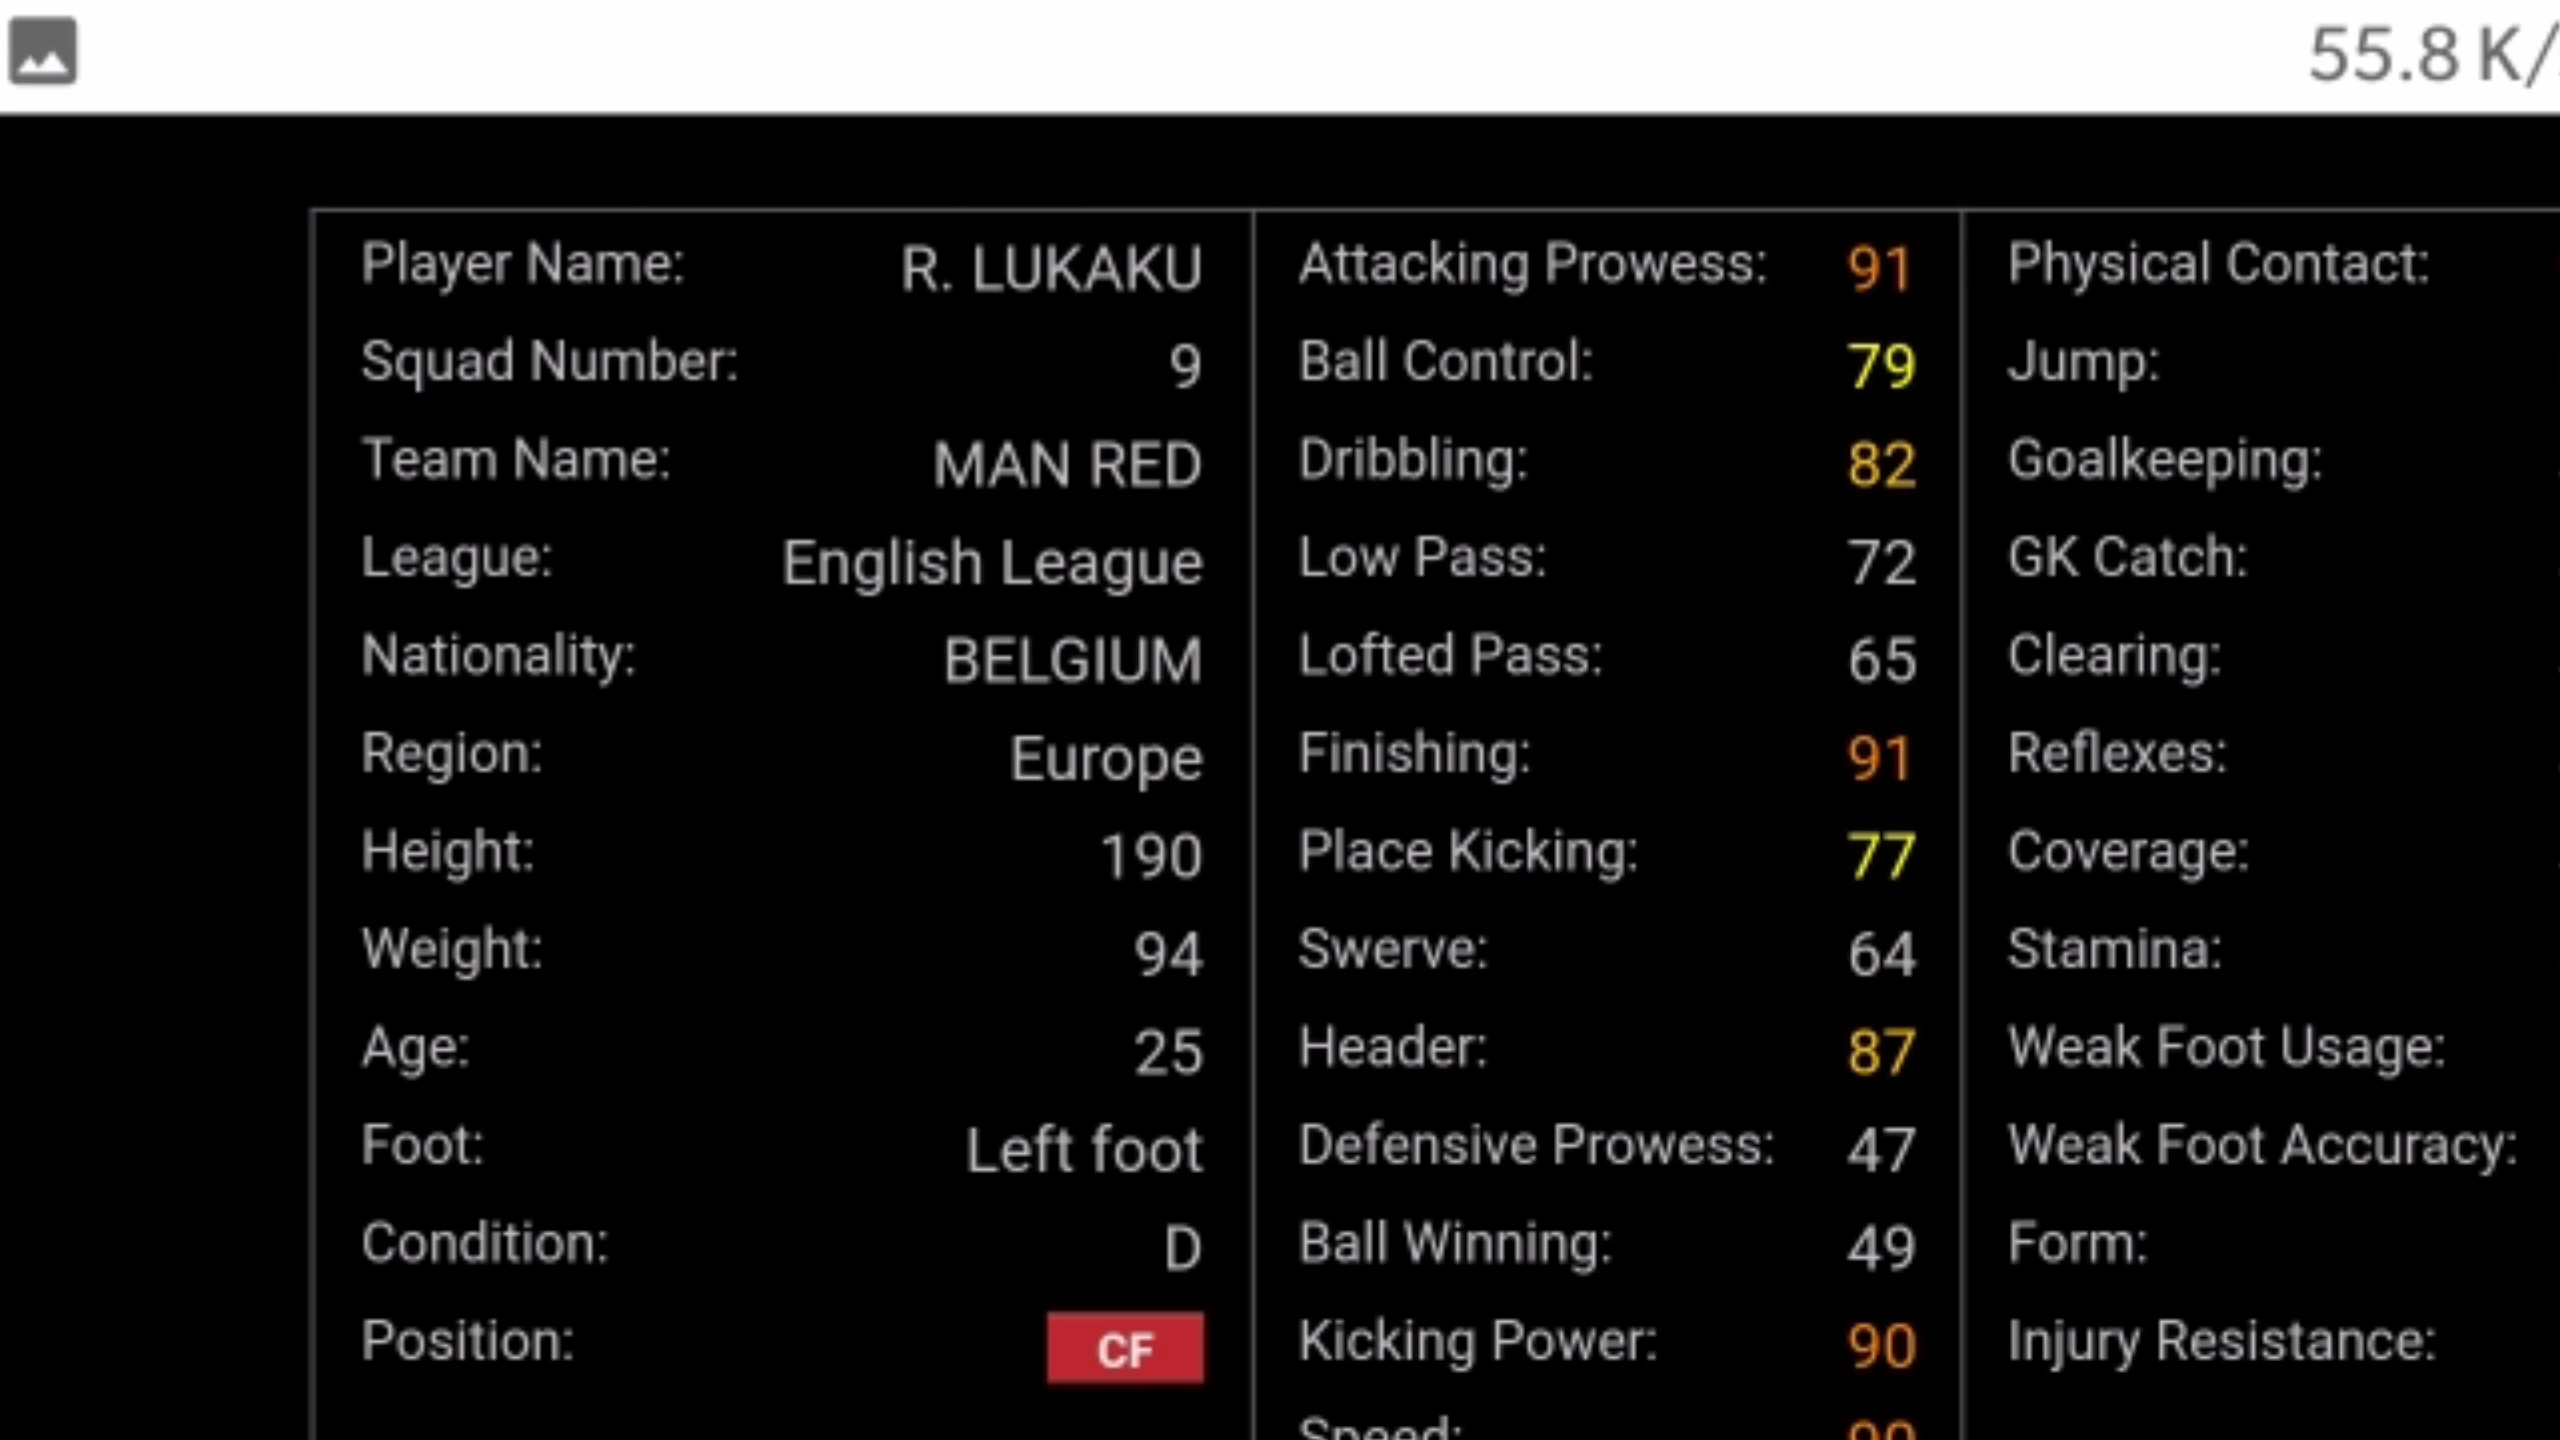 55.8 K/
Player Name: R. LUKAKU
Squad Number: 9
Team Name: MAN RED
League: English League
Nationality: BELGIUM
Region: Europe
Height: 190
Weight: 94
Age: 25
Foot: Left foot
Condition: D
Position: CF
Attacking Prowess: 91
Ball Control: 79
Dribbling: 82
Low Pass: 72
Lofted Pass: 65
Finishing: 91
Place Kicking: 77
Swerve: 64
Header: 87
Defensive Prowess: 47
Ball Winning: 49
Kicking Power: 90
Speed:
Physical Contact:
Jump:
Goalkeeping:
GK Catch:
Clearing:
Reflexes:
Coverage:
Stamina:
Weak Foot Usage:
Weak Foot Accuracy:
Form:
Injury Resistance: